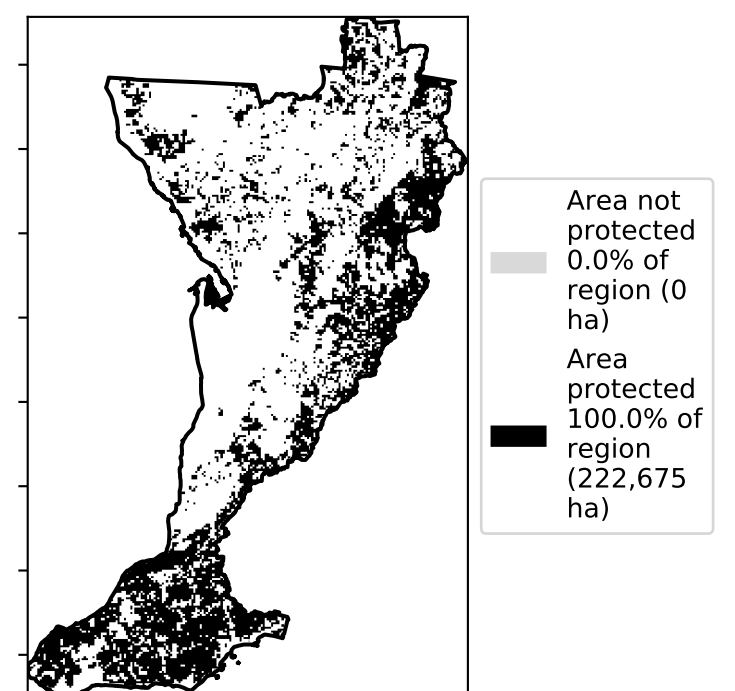 Area not
protected
0.0% of
region (0
ha)
Area
protected
100.0% of
region
(222,675
ha)